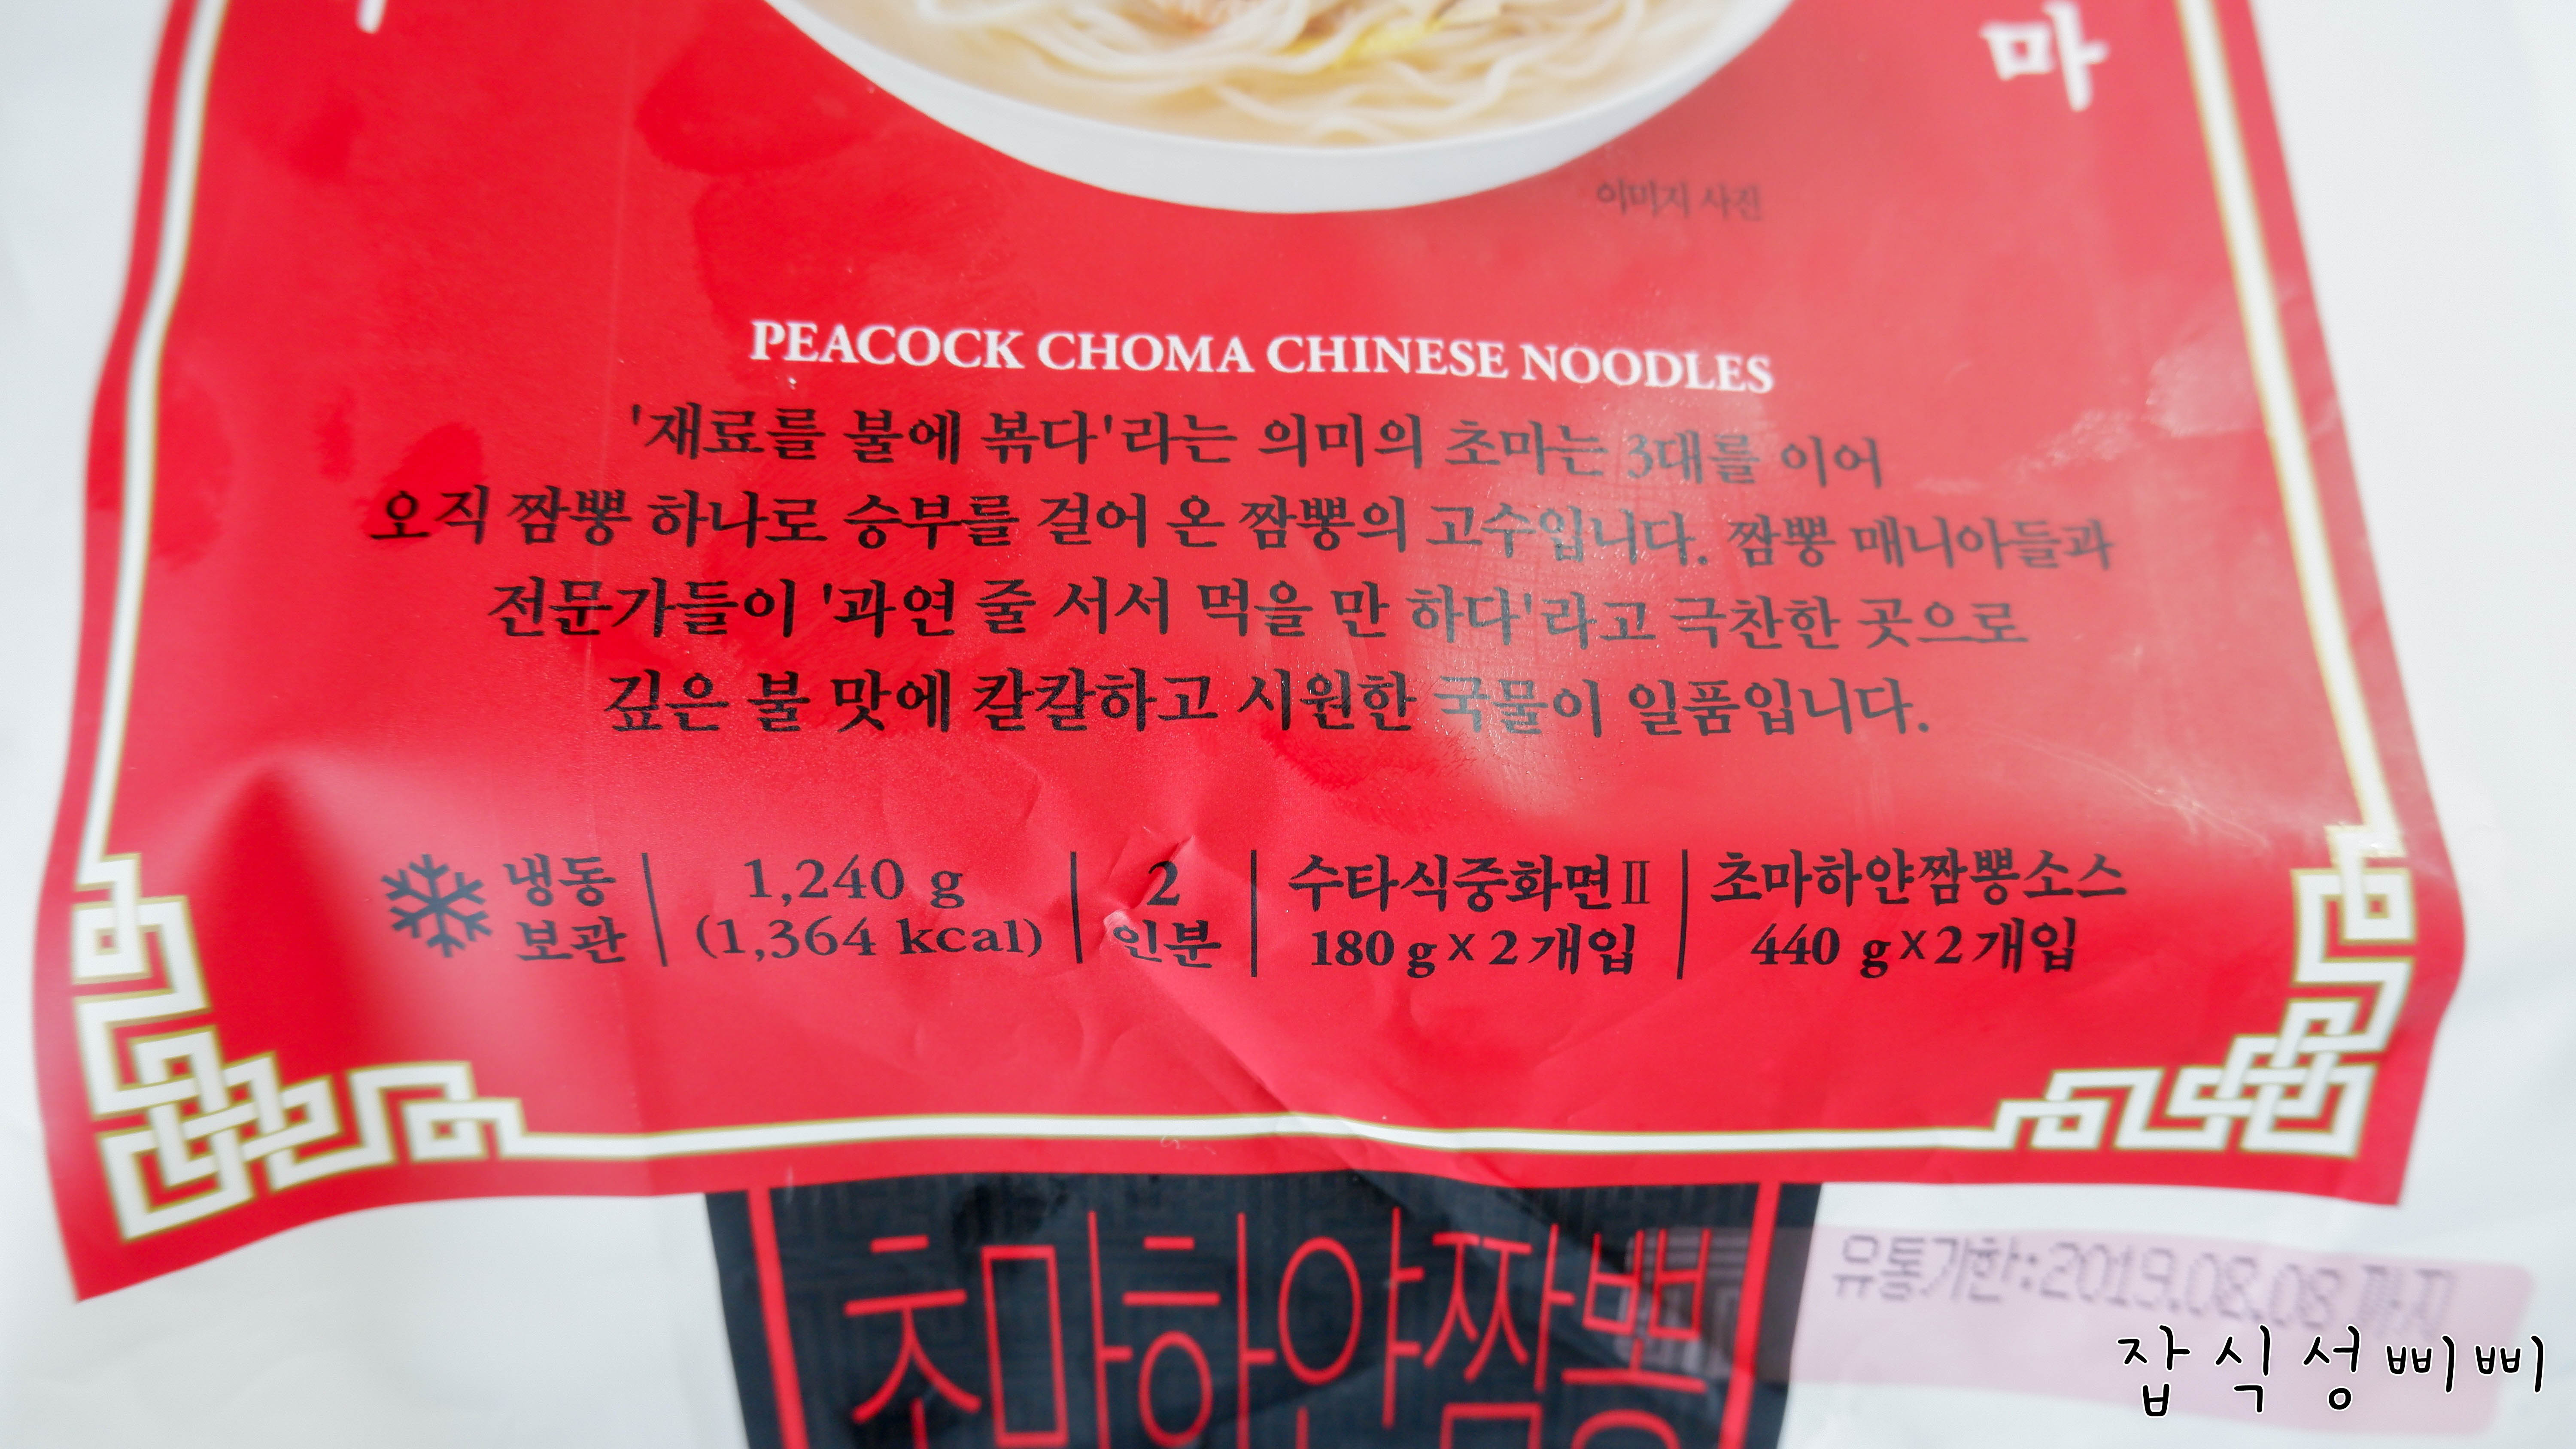 마
이미지 사진
PEACOCK CHOMA CHINESE NOODLES
'재료를 불에 볶다'라는 의미의 초마는 3대를 이어
오직 짬뽕 하나로 승부를 걸어 온 짬뽕의 고수입니다. 짬뽕 매니아들과
전문가들이 '과연 줄 서서 먹을 만 하다'라고 극찬한 곳으로
깊은 불 맛에 칼칼하고 시원한 국물이 일품입니다.
냉동 보관
1,240 g (1,364 kcal)
2 인분
수타식중화면Ⅱ 180 g x 2개입
초마하얀짬뽕소스 440 g x 2개입
초마하얀짬뽕
유통기한:2019.08.08 까지
잡식성삐삐